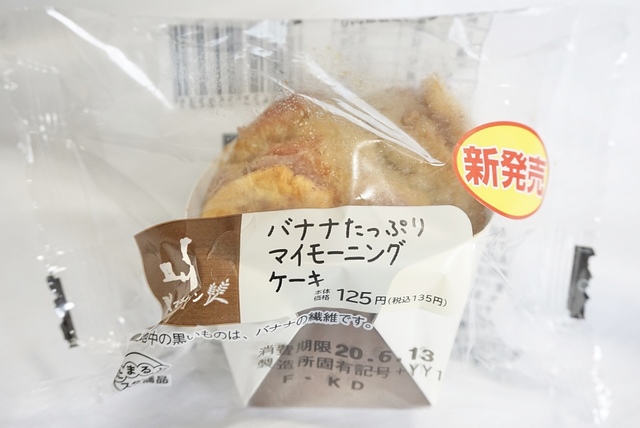 新発売
バナナたっぷり
マイモーニング
ケーキ
本体価格 125円(税込135円)
中の黒いものは、バナナの繊維です。
消費期限 20.6.13
製造所固有記号+YY1
F・KD